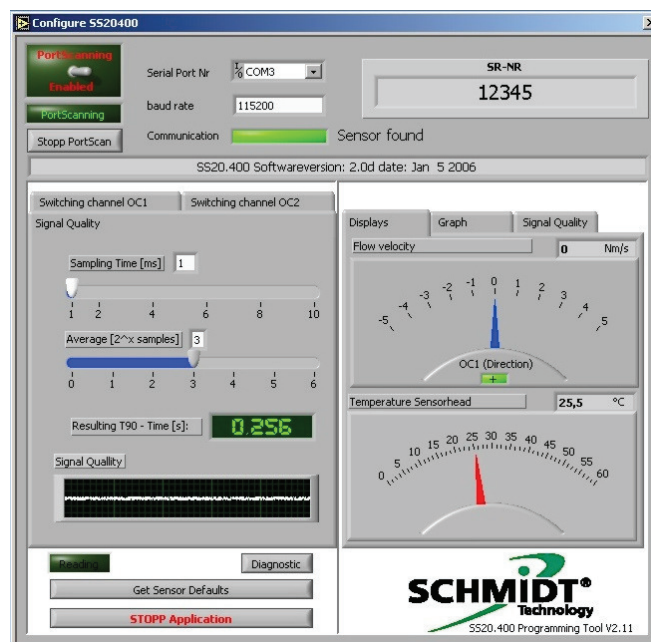 Configure SS20400
PortScanning
Enabled
PortScanning
Stopp PortScan
Serial Port Nr
COM3
baud rate
115200
Communication
Sensor found
SR-NR
12345
SS20.400 Softwareversion: 2.0d date: Jan 5 2006
Switching channel OC1
Switching channel OC2
Signal Quality
Sampling Time [ms]
1
1 2 4 6 8 10
Average [2^x samples]
3
0 1 2 3 4 5 6
Resulting T90 - Time [s]:
0.256
Signal Quallity
Reading
Diagnostic
Get Sensor Defaults
STOPP Application
Displays
Graph
Signal Quality
Flow velocity
0 Nm/s
-5 -4 -3 -2 -1 0 1 2 3 4 5
OC1 (Direction)
+
Temperature Sensorhead
25,5 °C
0 5 10 15 20 25 30 35 40 45 50 55 60
SCHMIDT®
Technology
SS20.400 Programming Tool V2.11